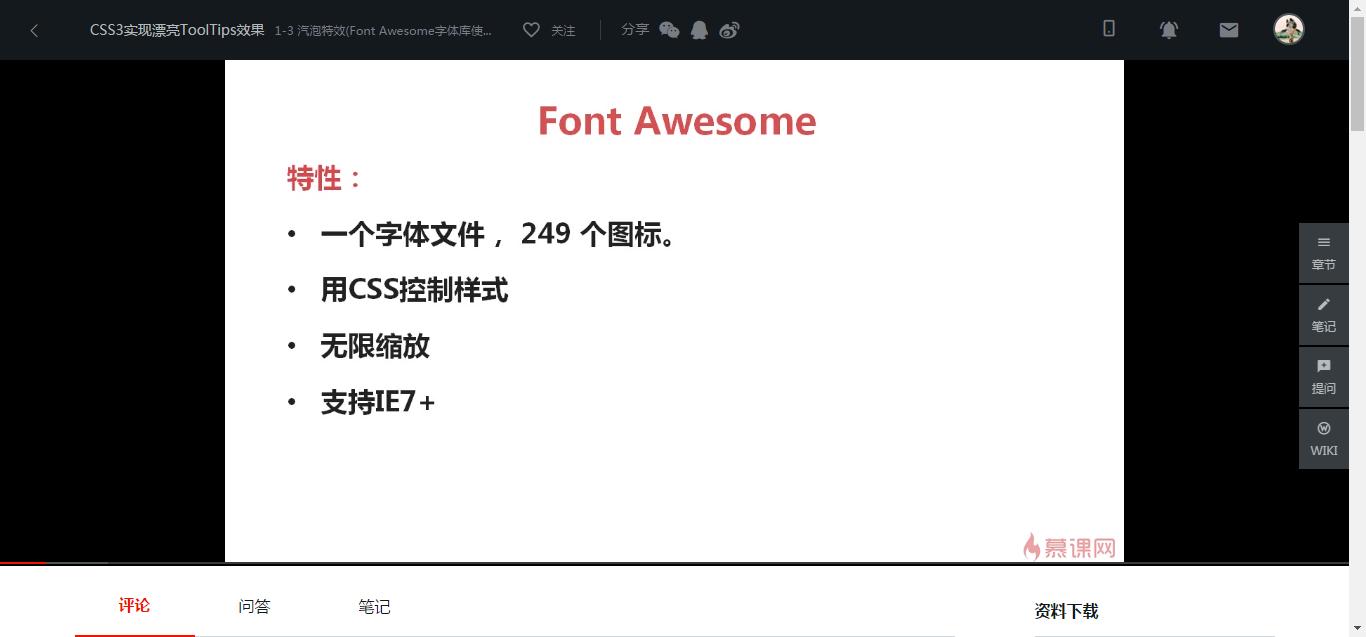 CSS3实现漂亮ToolTips效果 1-3 汽泡特效(Font Awesome字体库使... 关注 分享
Font Awesome
特性：
• 一个字体文件， 249 个图标。
• 用CSS控制样式
• 无限缩放
• 支持IE7+
章节
笔记
提问
WIKI
慕课网
评论 问答 笔记
资料下载